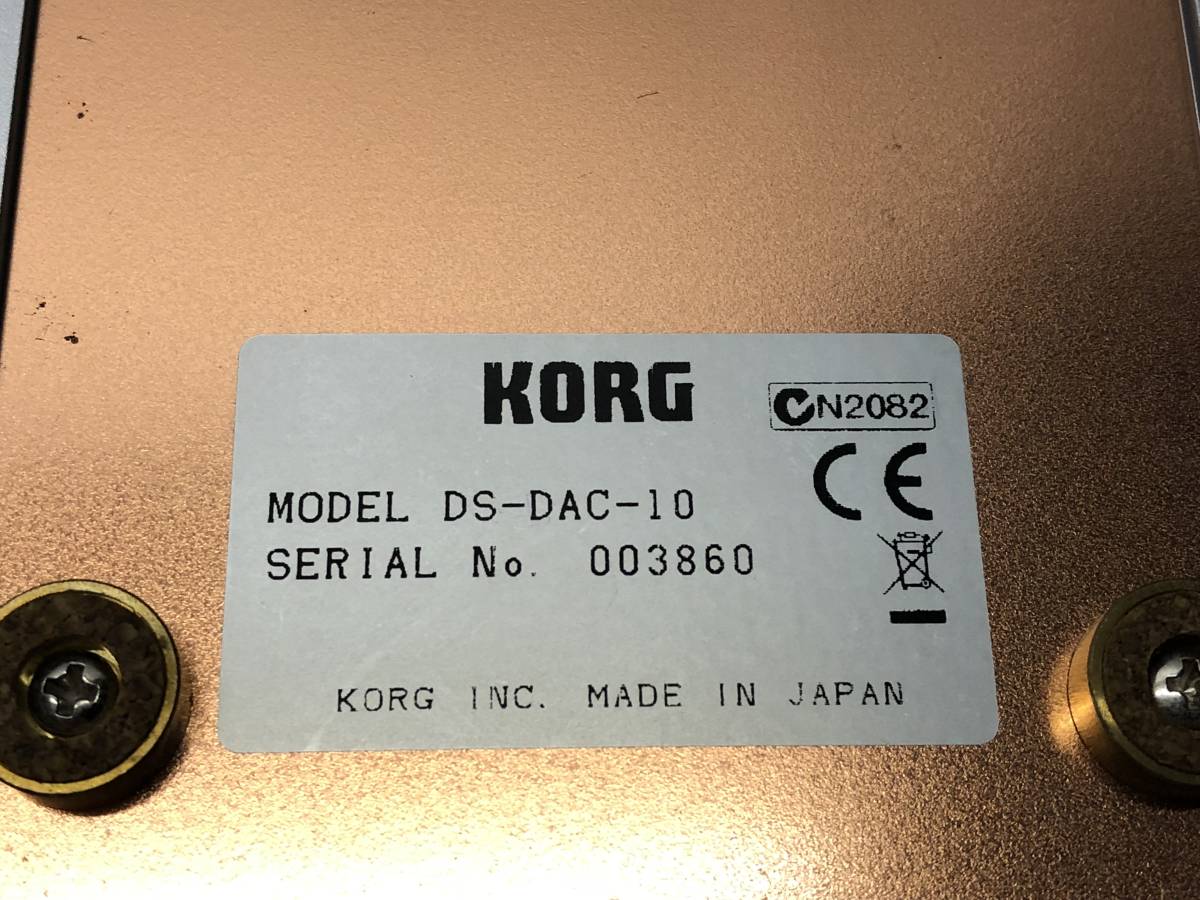 KORG
N2082
CE
MODEL DS-DAC-10
SERIAL No. 003860
KORG INC. MADE IN JAPAN